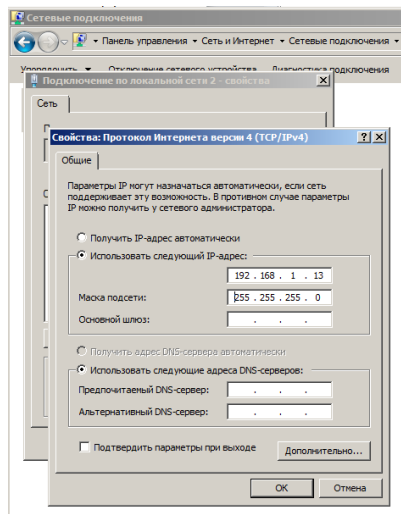 Сетевые подключения
Панель управления ▾ Сеть и Интернет ▾ Сетевые подключения ▾
Упорядочить ▾ Отключение сетевого устройства Диагностика подключения
Подключение по локальной сети 2 - свойства
Сеть
Свойства: Протокол Интернета версии 4 (TCP/IPv4)
Общие
Параметры IP могут назначаться автоматически, если сеть
поддерживает эту возможность. В противном случае параметры
IP можно получить у сетевого администратора.
Получить IP-адрес автоматически
Использовать следующий IP-адрес:
192 . 168 . 1 . 13
Маска подсети: 255 . 255 . 255 . 0
Основной шлюз: . . .
Получить адрес DNS-сервера автоматически
Использовать следующие адреса DNS-серверов:
Предпочитаемый DNS-сервер: . . .
Альтернативный DNS-сервер: . . .
Подтвердить параметры при выходе
Дополнительно...
ОК Отмена